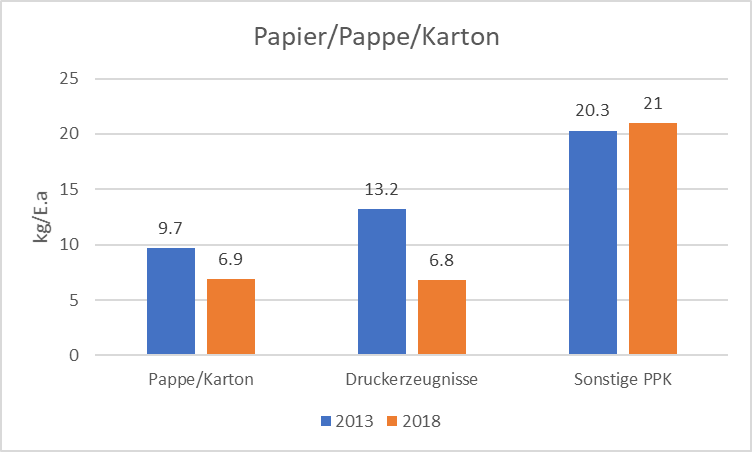 Papier/Pappe/Karton
kg/E.a
25
20
15
10
5
0
9.7
6.9
13.2
6.8
20.3
21
Pappe/Karton
Druckerzeugnisse
Sonstige PPK
2013
2018